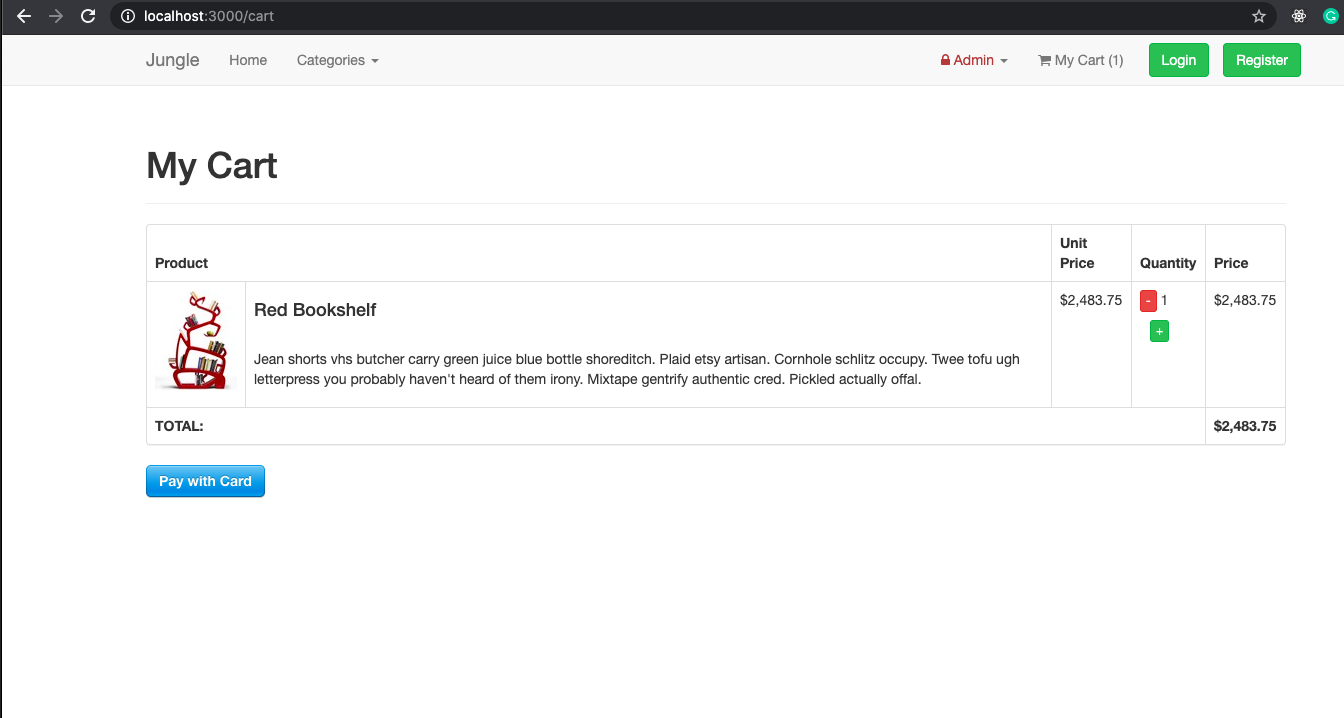 localhost:3000/cart
Jungle Home Categories Admin My Cart (1) Login Register
My Cart
Product Unit Price Quantity Price
Red Bookshelf $2,483.75 - 1 + $2,483.75
Jean shorts vhs butcher carry green juice blue bottle shoreditch. Plaid etsy artisan. Cornhole schlitz occupy. Twee tofu ugh
letterpress you probably haven't heard of them irony. Mixtape gentrify authentic cred. Pickled actually offal.
TOTAL: $2,483.75
Pay with Card